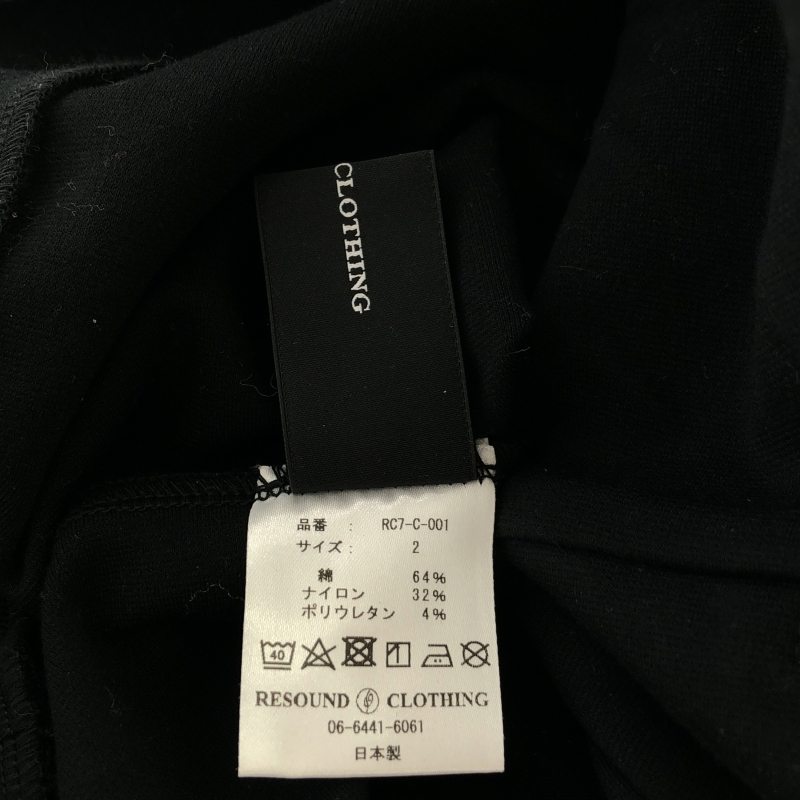 CLOTHING
品番 : RC7-C-001
サイズ : 2
綿 64%
ナイロン 32%
ポリウレタン 4%
40
RESOUND CLOTHING
06-6441-6061
日本製